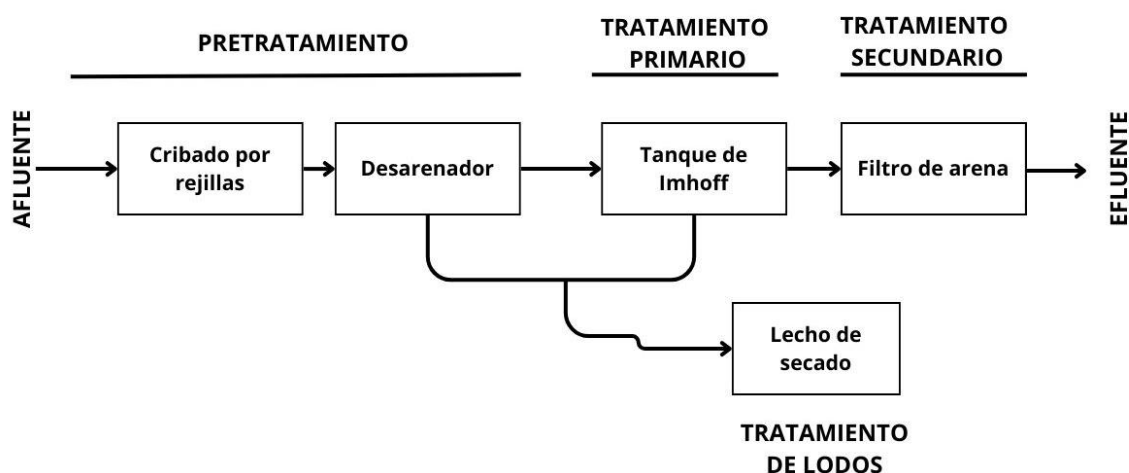 PRETRATAMIENTO
TRATAMIENTO
PRIMARIO
TRATAMIENTO
SECUNDARIO
AFLUENTE
Cribado por
rejillas
Desarenador
Tanque de
Imhoff
Filtro de arena
EFLUENTE
Lecho de
secado
TRATAMIENTO
DE LODOS